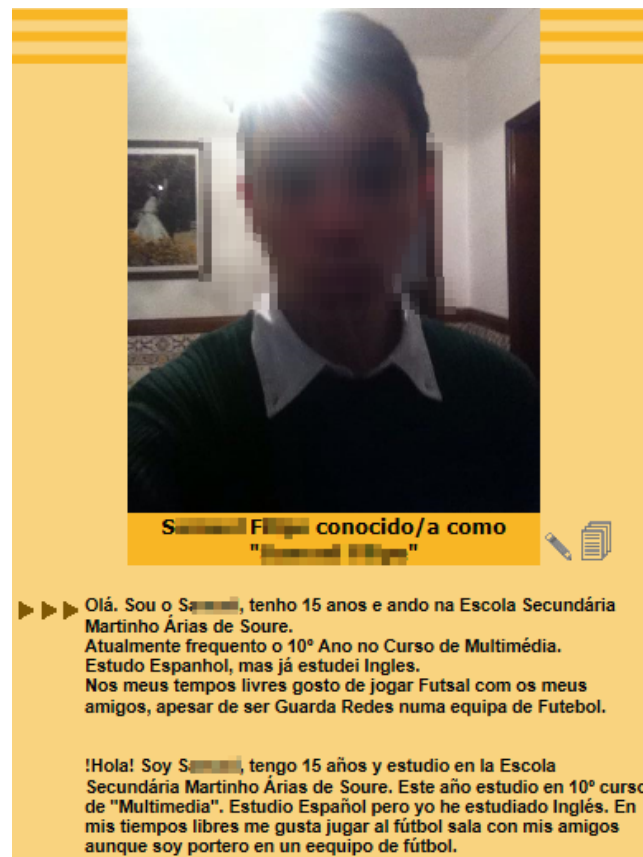 conocido/a como
Olá. Sou o, tenho 15 anos e ando na Escola Secundária
Martinho Árias de Soure.
Atualmente frequento o 10º Ano no Curso de Multimédia.
Estudo Espanhol, mas já estudei Ingles.
Nos meus tempos livres gosto de jogar Futsal com os meus
amigos, apesar de ser Guarda Redes numa equipa de Futebol.
!Hola! Soy, tengo 15 años y estudio en la Escola
Secundária Martinho Árias de Soure. Este año estudio en 10º curso
de "Multimedia". Estudio Español pero yo he estudiado Inglés. En
mis tiempos libres me gusta jugar al fútbol sala con mis amigos
aunque soy portero en un eequipo de fútbol.